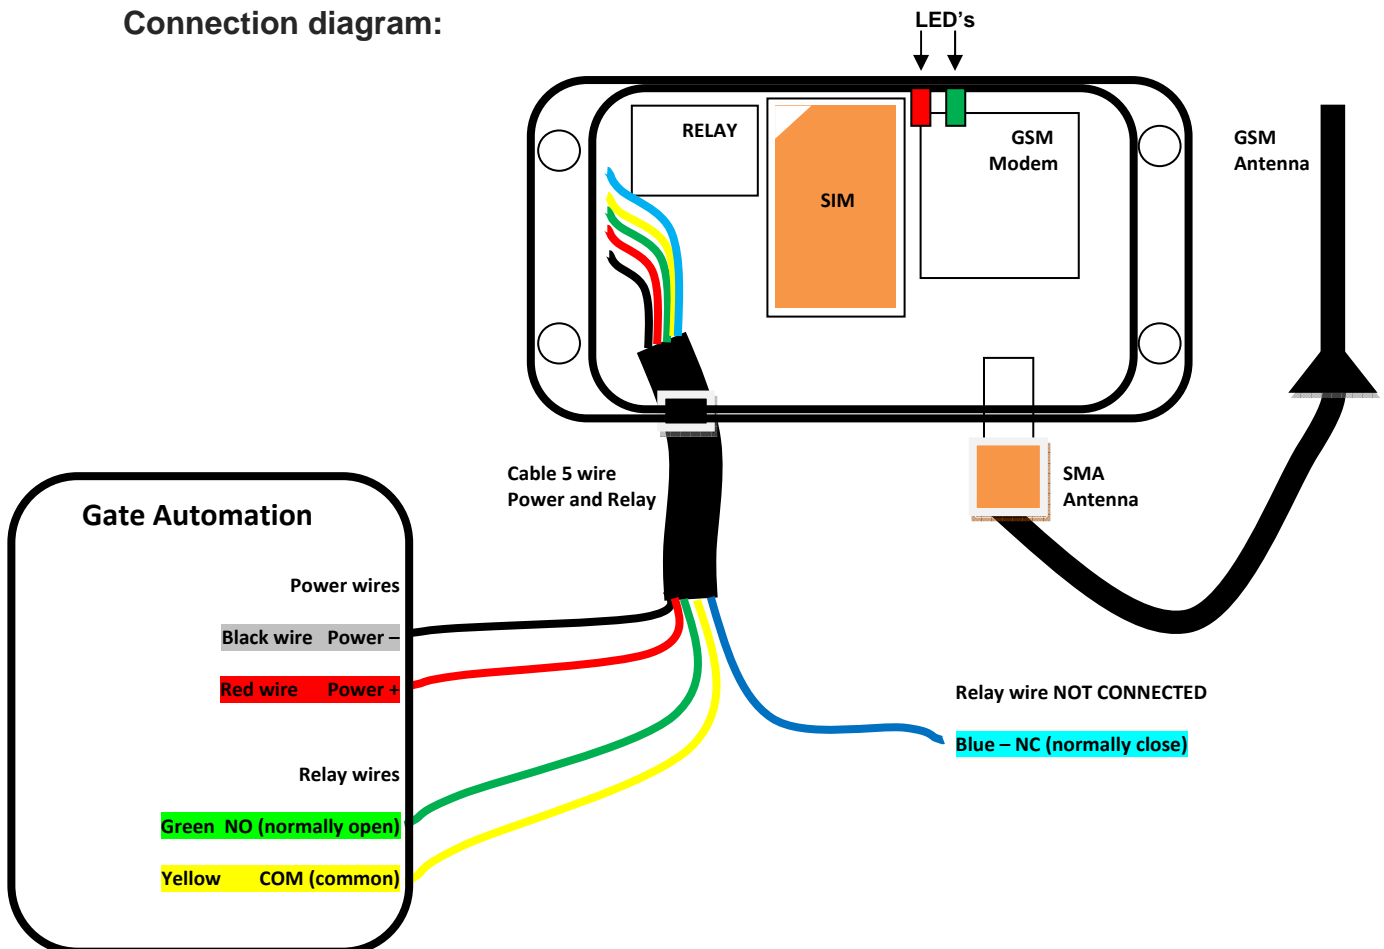 Connection diagram:
LED's
RELAY
GSM
Modem
SIM
GSM
Antenna
Cable 5 wire
Power and Relay
SMA
Antenna
Gate Automation
Power wires
Black wire Power –
Red wire Power +
Relay wires
Green NO (normally open)
Yellow COM (common)
Relay wire NOT CONNECTED
Blue – NC (normally close)